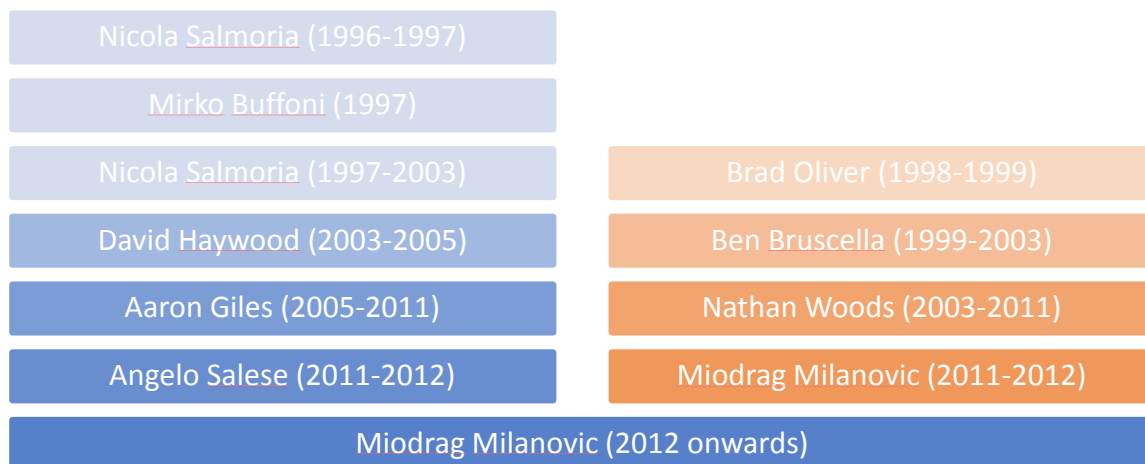 Nicola Salmoria (1996-1997)
Mirko Buffoni (1997)
Nicola Salmoria (1997-2003)
Brad Oliver (1998-1999)
David Haywood (2003-2005)
Ben Bruscella (1999-2003)
Aaron Giles (2005-2011)
Nathan Woods (2003-2011)
Angelo Salese (2011-2012)
Miodrag Milanovic (2011-2012)
Miodrag Milanovic (2012 onwards)